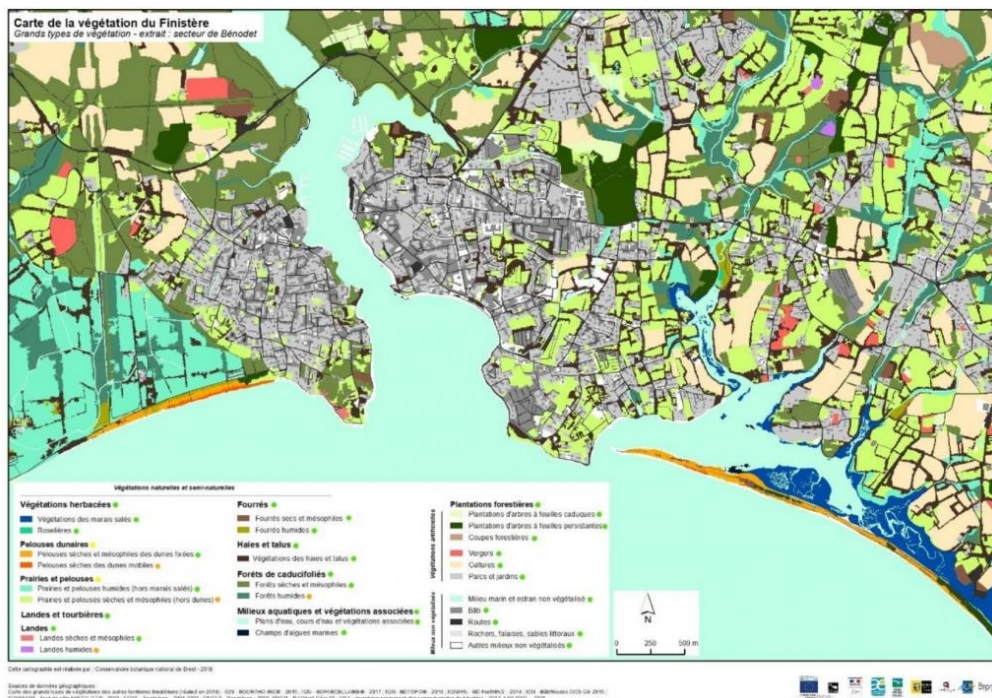 Carte de la végétation du Finistère
Grands types de végétation - extrait : secteur de Bénodet
Végétations naturelles et semi-naturelles
Végétations herbacées
Végétations des marais salés
Roselières
Pelouses dunaires
Pelouses sèches et mésophiles des dunes fixées
Pelouses sèches des dunes mobiles
Prairies et pelouses
Prairies et pelouses humides (hors marais salés)
Prairies et pelouses sèches et mésophiles (hors dunes)
Landes et tourbières
Landes
Landes sèches et mésophiles
Landes humides
Fourrés
Fourrés secs et mésophiles
Fourrés humides
Haies et talus
Végétations des haies et talus
Forêts de caducifoliés
Forêts sèches et mésophiles
Forêts humides
Milieux aquatiques et végétations associées
Plans d'eau, cours d'eau et végétations associées
Champs d'algues marines
Végétations artificielles
Plantations forestières
Plantations d'arbres à feuilles caduques
Plantations d'arbres à feuilles persistantes
Coupes forestières
Vergers
Cultures
Parcs et jardins
Milieux non végétalisés
Milieu marin et estran non végétalisé
Bâti
Routes
Rochers, falaises, sables littoraux
Autres milieux non végétalisés
N
0 250 500 m
Cette cartographie est réalisée par : Conservatoire botanique national de Brest - 2019
Sources de données géographiques